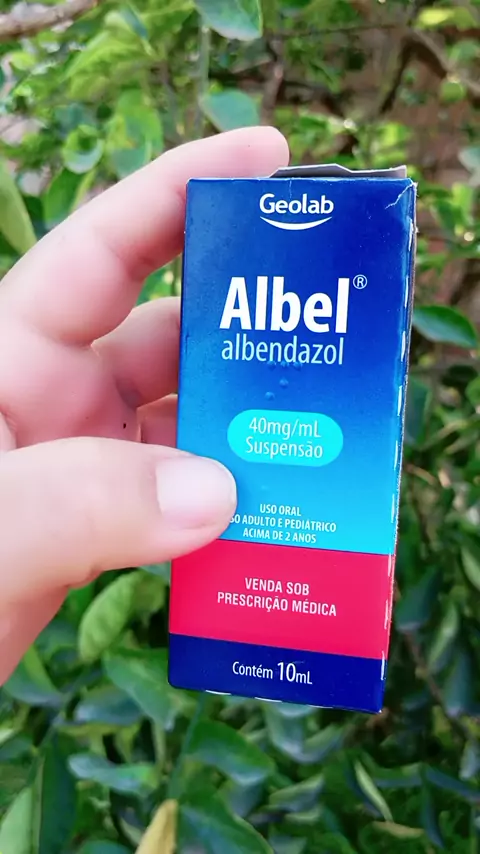 Geolab
Albel®
albendazol
40mg/mL
Suspensão
USO ORAL
ADULTO E PEDIÁTRICO
ACIMA DE 2 ANOS
VENDA SOB
PRESCRIÇÃO MÉDICA
Contém 10mL